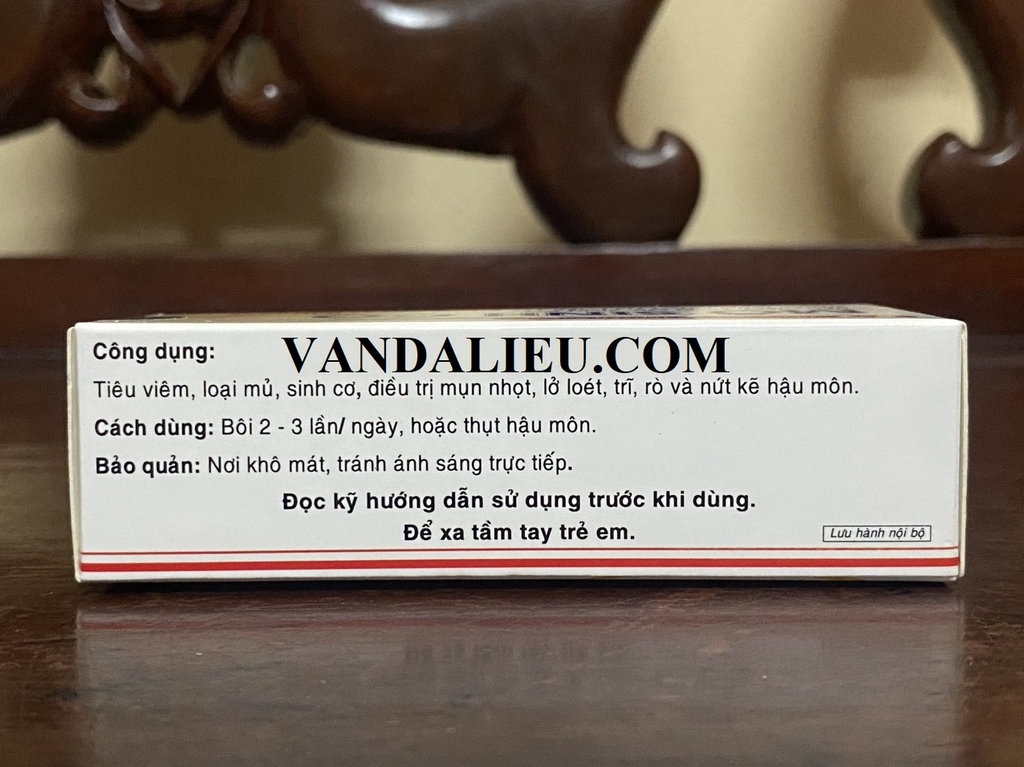 Công dụng:
VANDALIEU.COM
Tiêu viêm, loại mủ, sinh cơ, điều trị mụn nhọt, lở loét, trĩ, rò và nứt kẽ hậu môn.
Cách dùng: Bôi 2 - 3 lần/ ngày, hoặc thụt hậu môn.
Bảo quản: Nơi khô mát, tránh ánh sáng trực tiếp.
Đọc kỹ hướng dẫn sử dụng trước khi dùng.
Để xa tầm tay trẻ em.
Lưu hành nội bộ